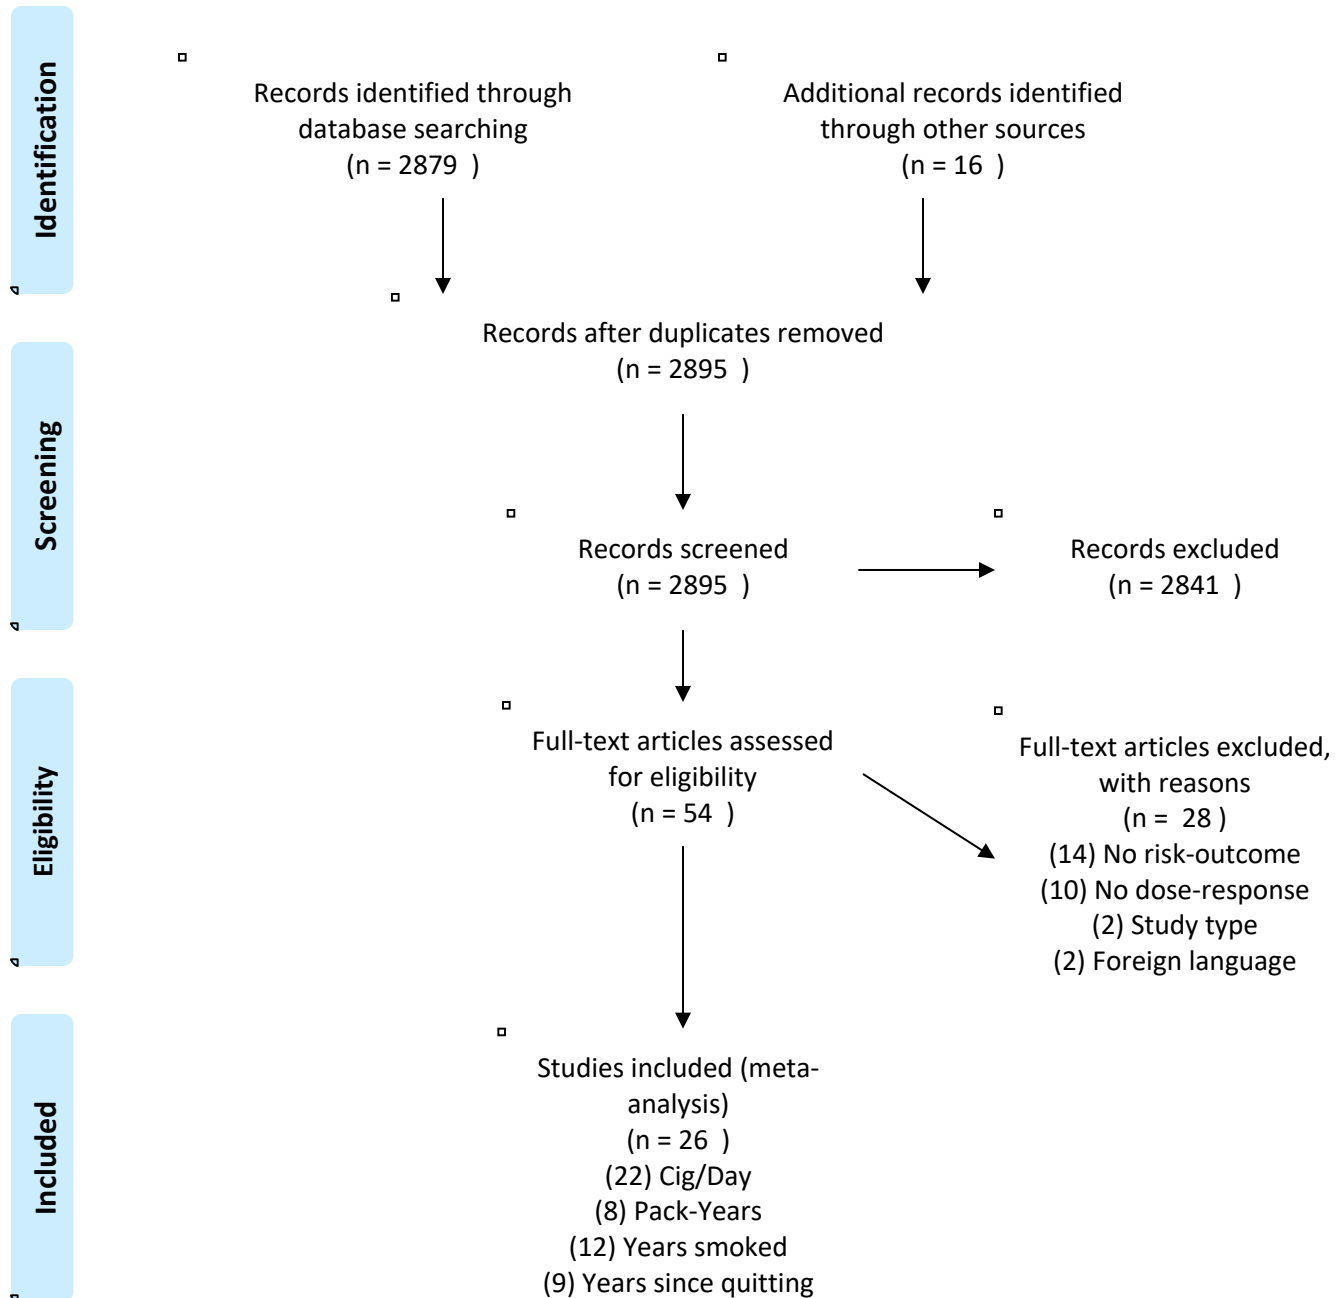 Identification
Records identified through
database searching
(n = 2879 )
Additional records identified
through other sources
(n = 16 )
Records after duplicates removed
(n = 2895 )
Screening
Records screened
(n = 2895 )
Records excluded
(n = 2841 )
Eligibility
Full-text articles assessed
for eligibility
(n = 54 )
Full-text articles excluded,
with reasons
(n = 28 )
(14) No risk-outcome
(10) No dose-response
(2) Study type
(2) Foreign language
Included
Studies included (meta-
analysis)
(n = 26 )
(22) Cig/Day
(8) Pack-Years
(12) Years smoked
(9) Years since quitting